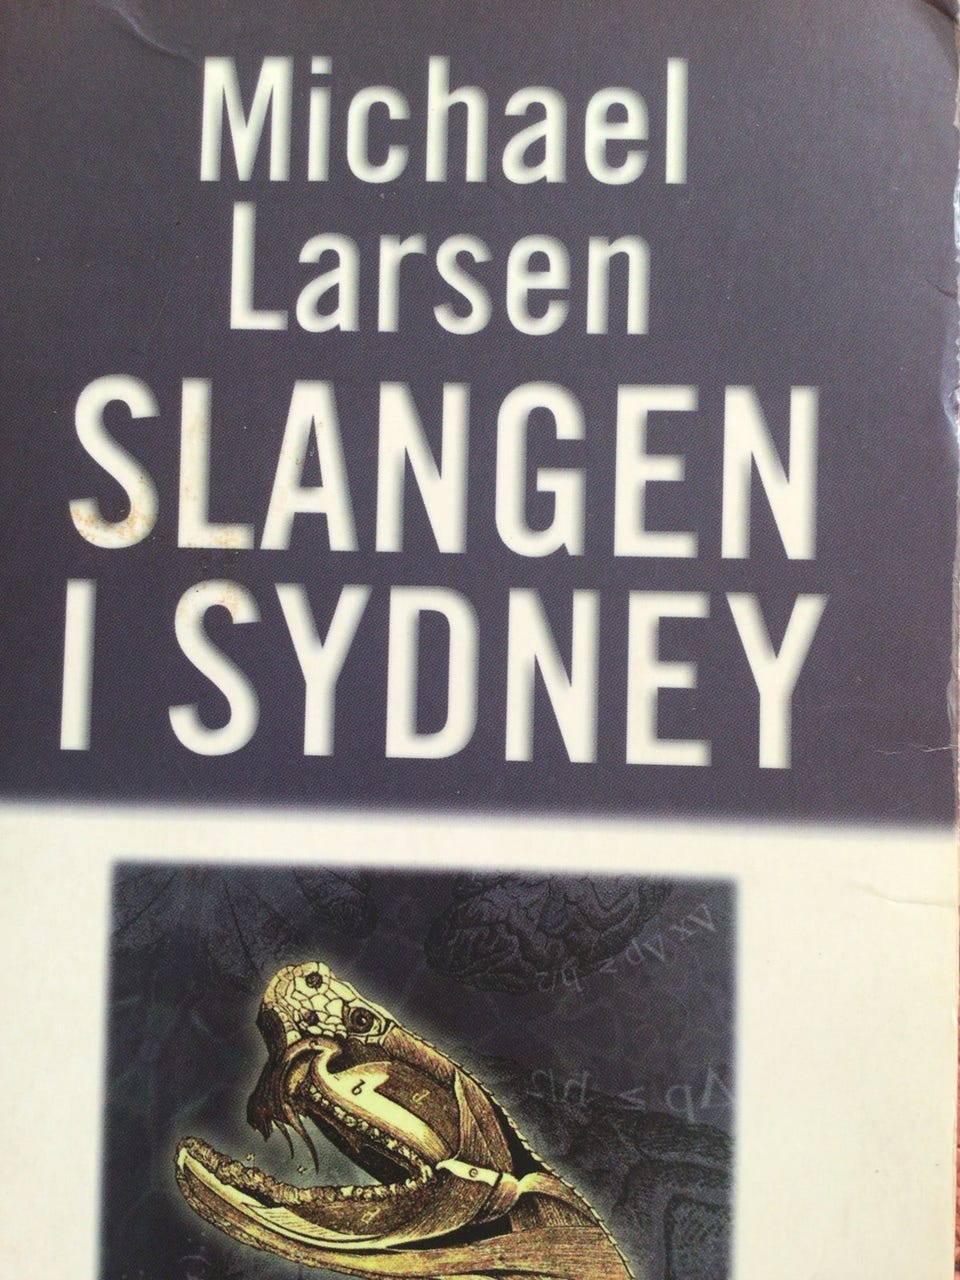 Michael
Larsen
SLANGEN
I SYDNEY